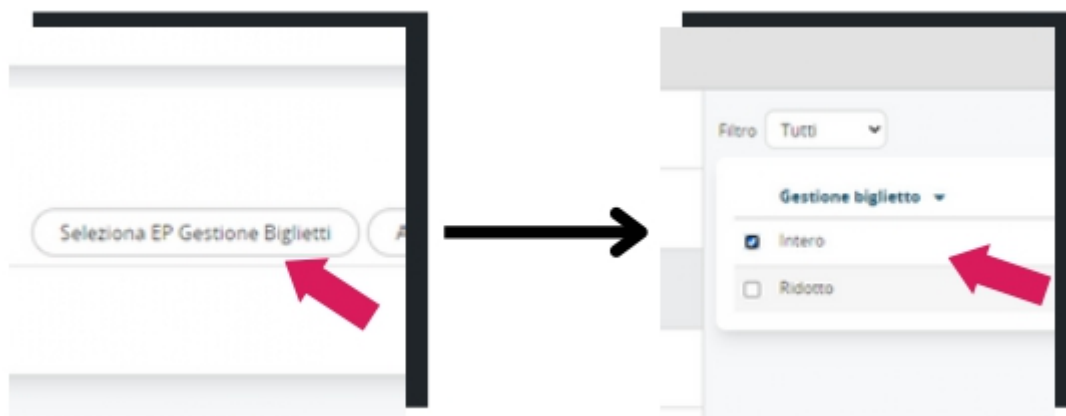 Seleziona EP Gestione Biglietti
A
Filtro Tutti
Gestione biglietto
Intero
Ridotto